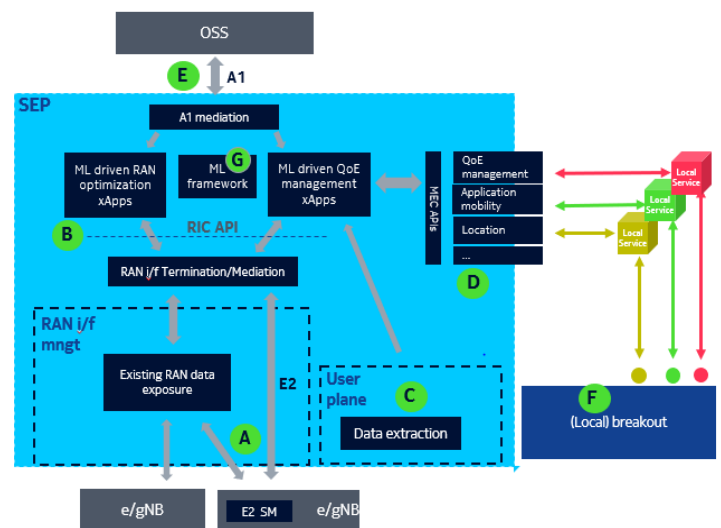 OSS
E
A1
SEP
A1 mediation
ML driven RAN
optimization
xApps
ML
framework
G
ML driven QoE
management
xApps
MEC APIs
QoE
management
Application
mobility
Location
...
Local
Service
Local
Service
Local
Service
B
RIC API
D
RAN i/f Termination/Mediation
RAN i/f
mngt
Existing RAN data
exposure
E2
User
plane
C
Data extraction
A
F
(Local) breakout
e/gNB
E2 SM
e/gNB